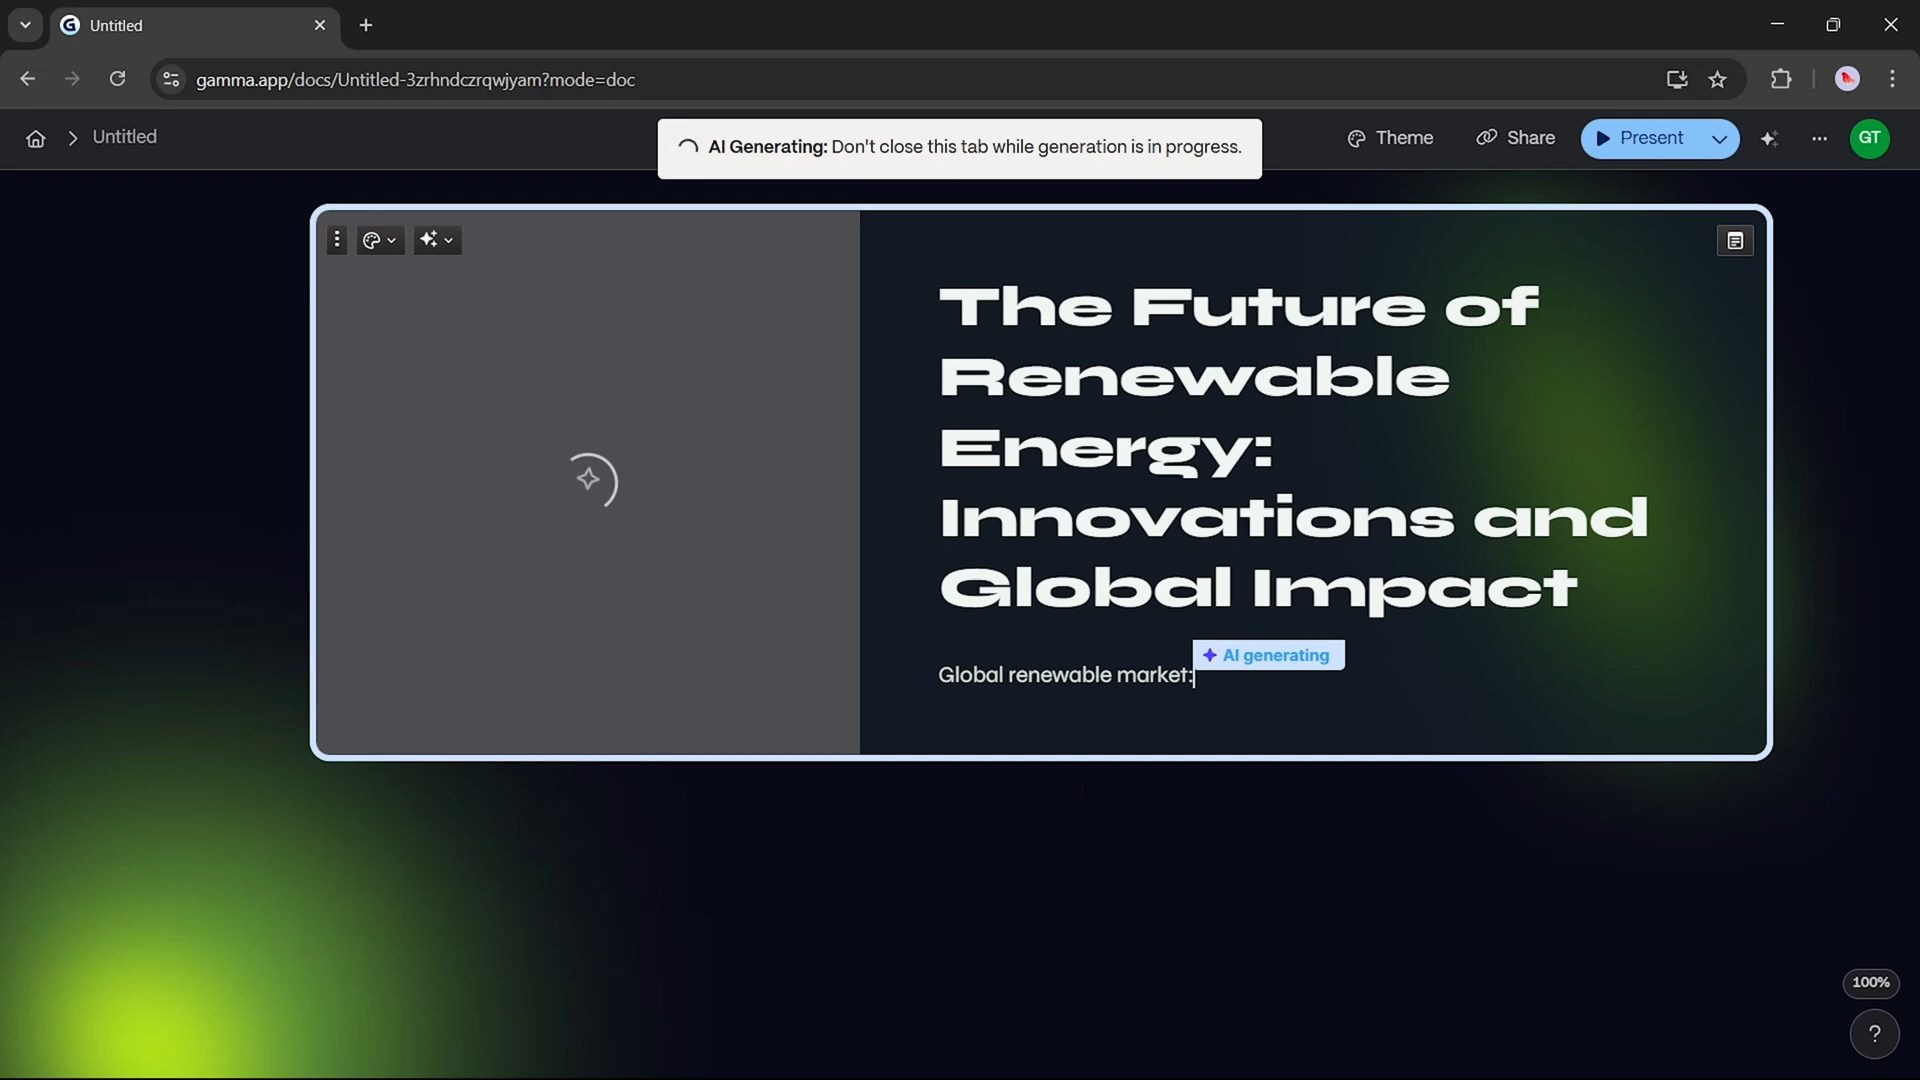 Untitled
gamma.app/docs/Untitled-3zrhndczrqwjyam?mode=doc
Untitled
AI Generating: Don't close this tab while generation is in progress.
Theme
Share
Present
GT
The Future of
Renewable
Energy:
Innovations and
Global Impact
AI generating
Global renewable market:
100%
?